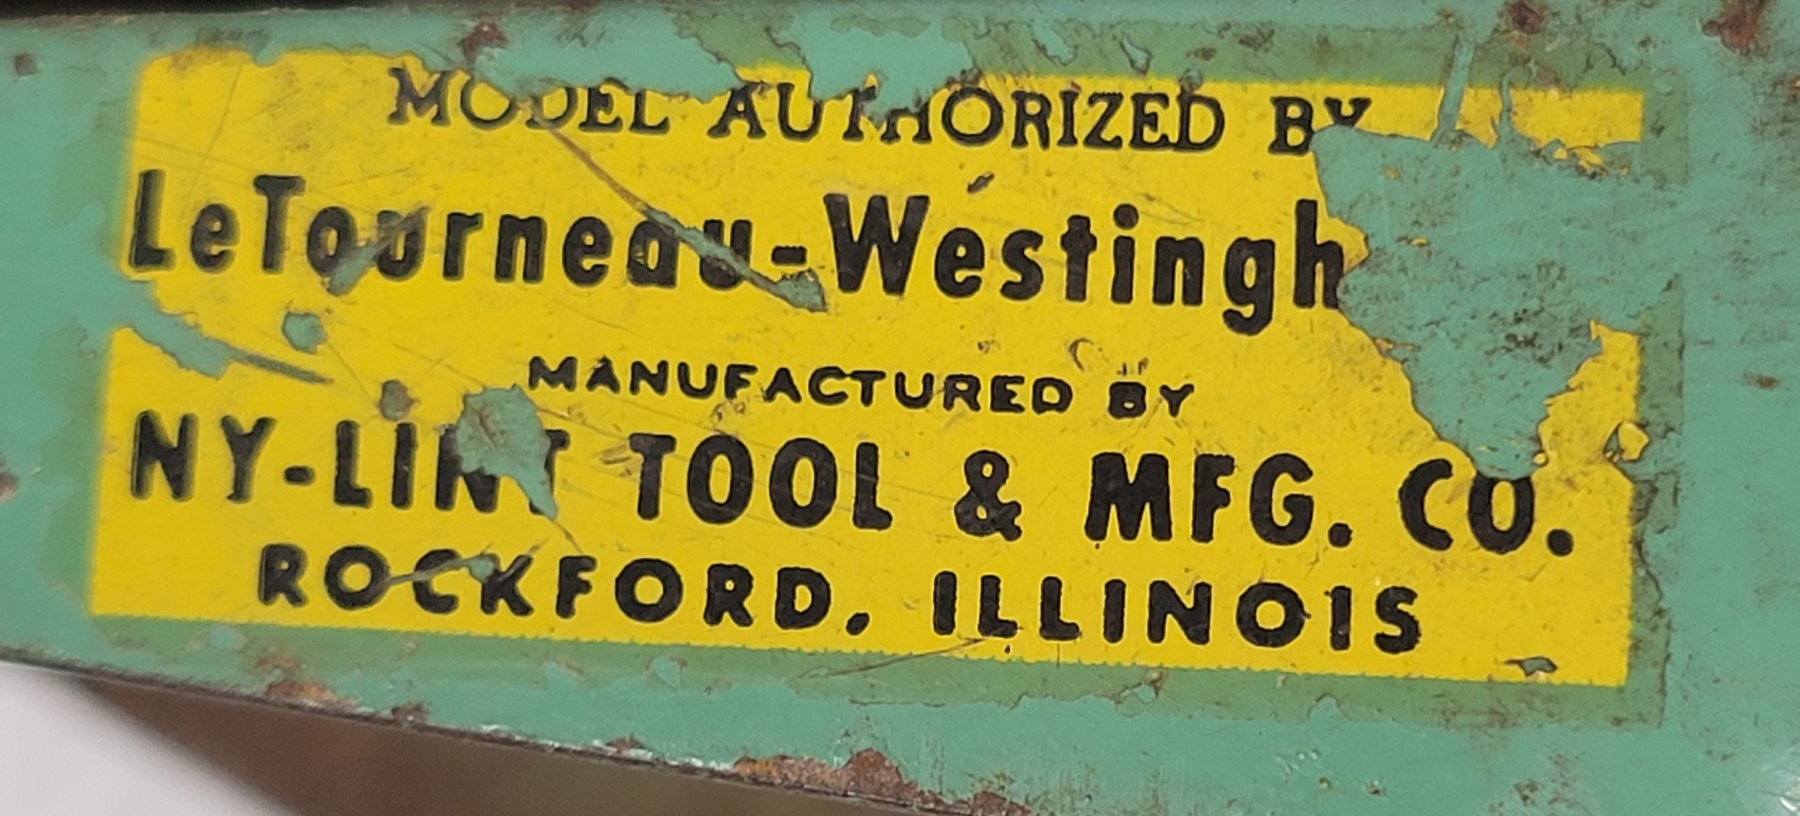 MODEL AUTHORIZED BY
LeTourneau-Westingh
MANUFACTURED BY
NY-LINT TOOL & MFG. CO.
ROCKFORD, ILLINOIS